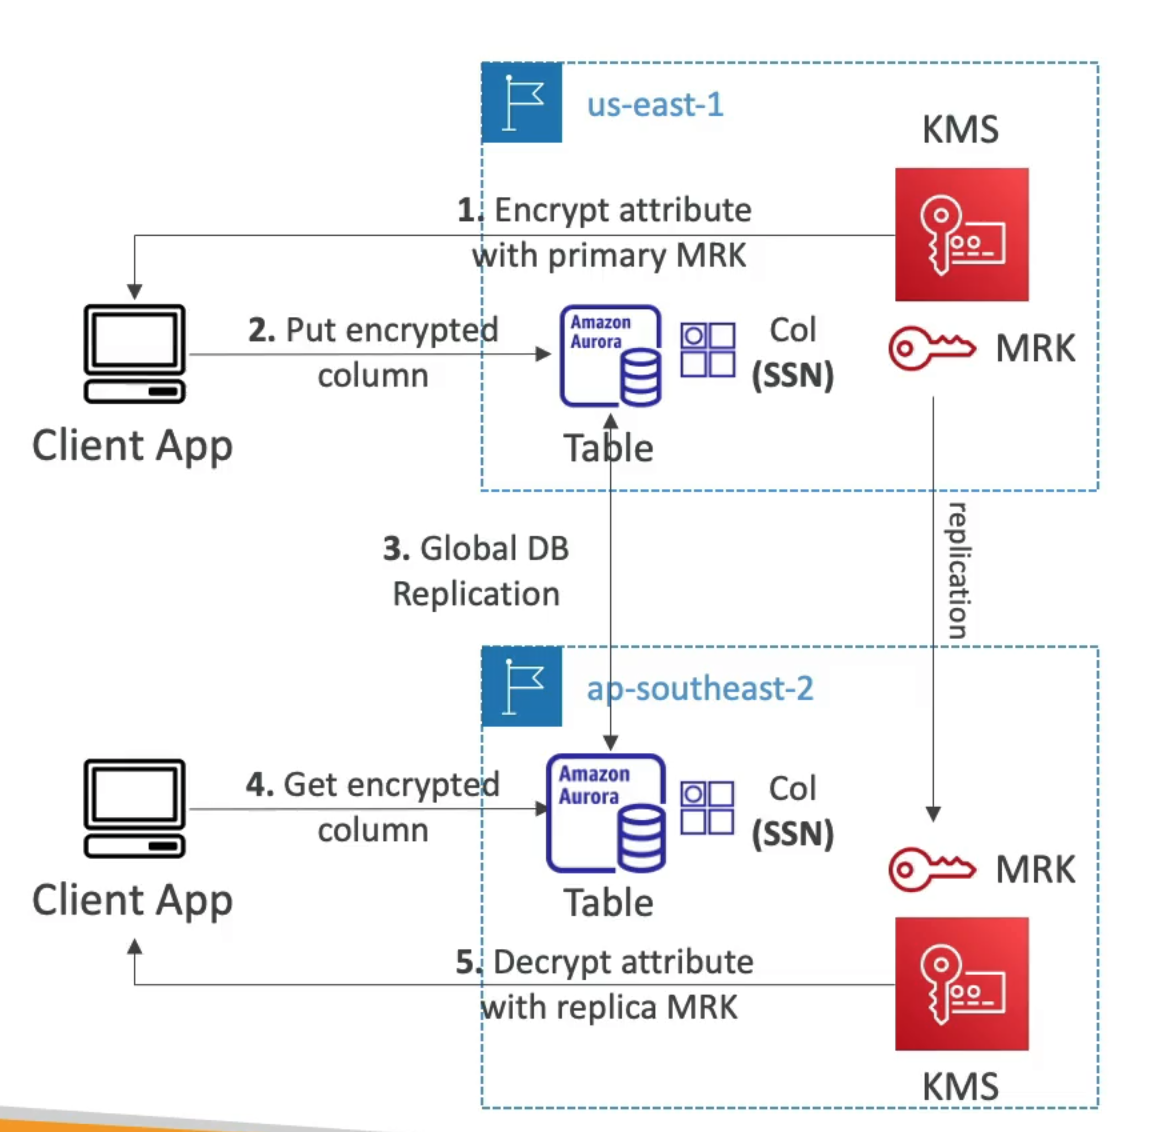 us-east-1
KMS
1. Encrypt attribute
with primary MRK
2. Put encrypted
column
Amazon
Aurora
Col
(SSN)
MRK
Client App
Table
3. Global DB
Replication
replication
ap-southeast-2
4. Get encrypted
column
Amazon
Aurora
Col
(SSN)
MRK
Client App
Table
5. Decrypt attribute
with replica MRK
KMS